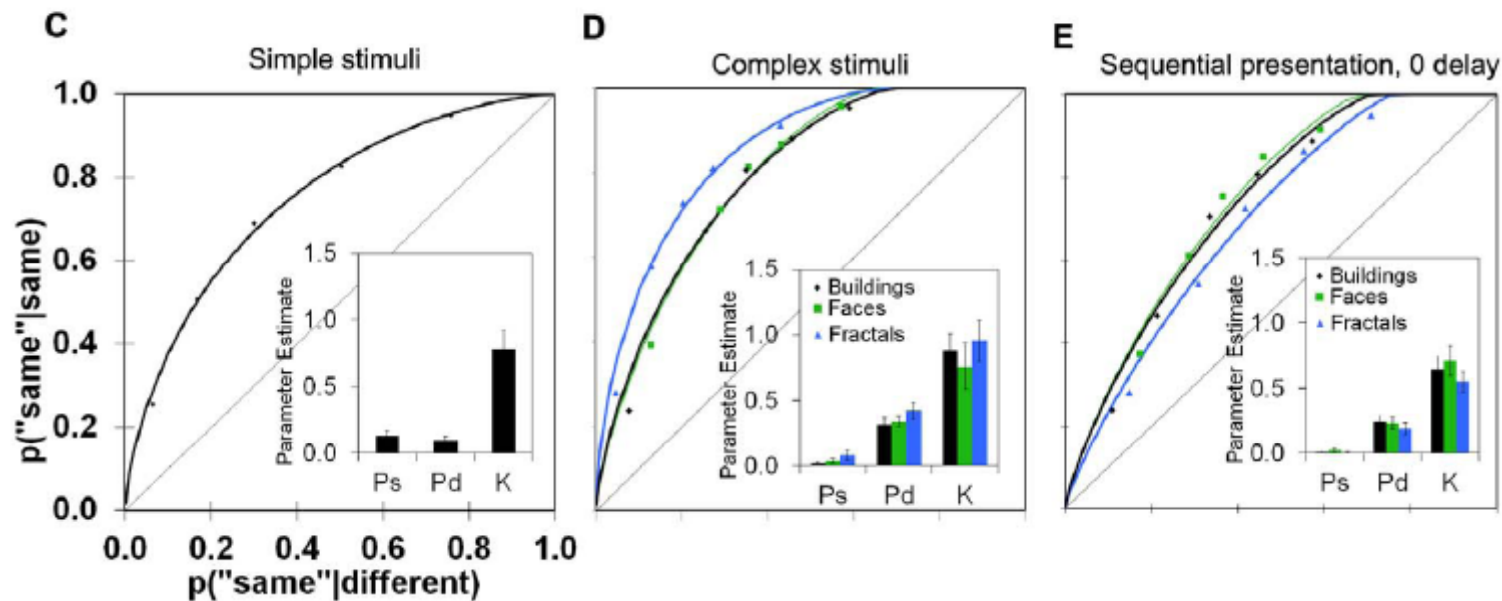 C
Simple stimuli
p("same"|same)
1.0
0.8
0.6
0.4
0.2
0.0
0.0 0.2 0.4 0.6 0.8 1.0
p("same"|different)
Parameter Estimate
1.5
1.0
0.5
0.0
Ps Pd K
D
Complex stimuli
Parameter Estimate
1.5
1.0
0.5
0.0
Buildings
Faces
Fractals
Ps Pd K
E
Sequential presentation, 0 delay
Parameter Estimate
1.5
1.0
0.5
0.0
Buildings
Faces
Fractals
Ps Pd K